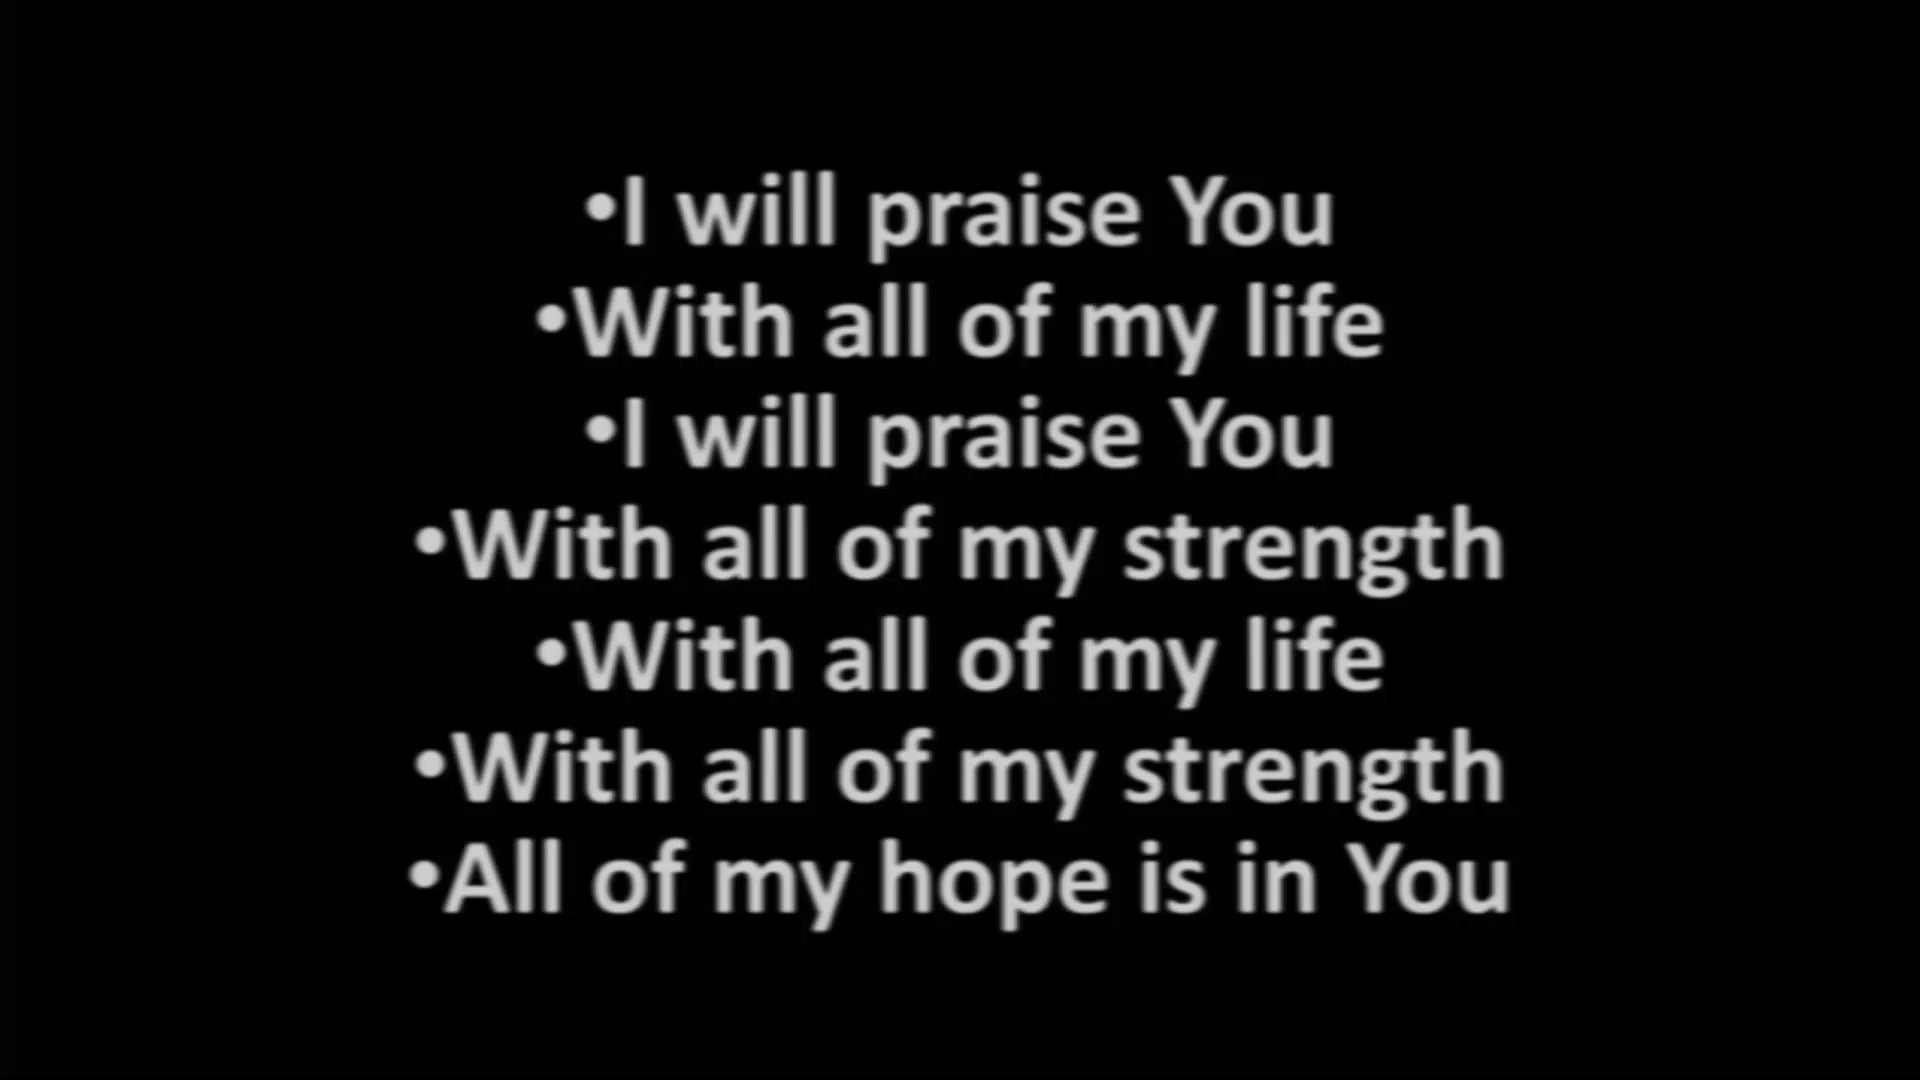 •I will praise You
•With all of my life
•I will praise You
•With all of my strength
•With all of my life
•With all of my strength
•All of my hope is in You